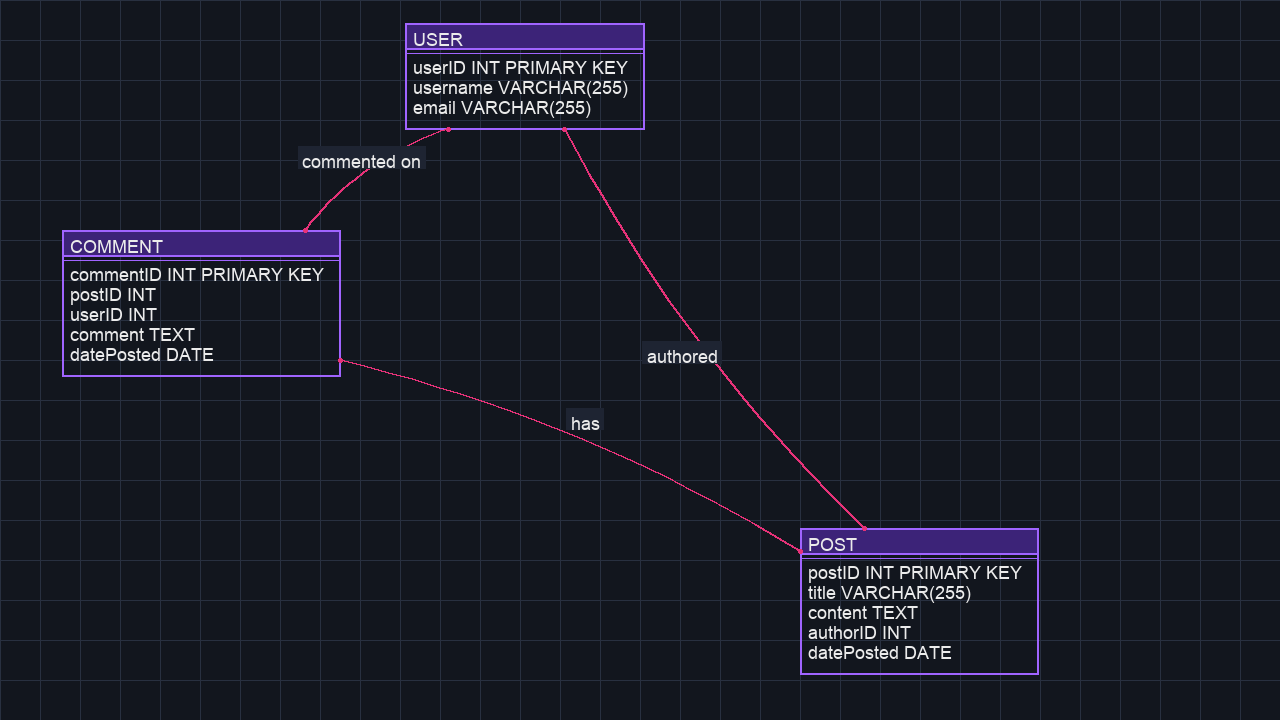 USER
userID INT PRIMARY KEY
username VARCHAR(255)
email VARCHAR(255)
commented on
COMMENT
commentID INT PRIMARY KEY
postID INT
userID INT
comment TEXT
datePosted DATE
authored
has
POST
postID INT PRIMARY KEY
title VARCHAR(255)
content TEXT
authorID INT
datePosted DATE